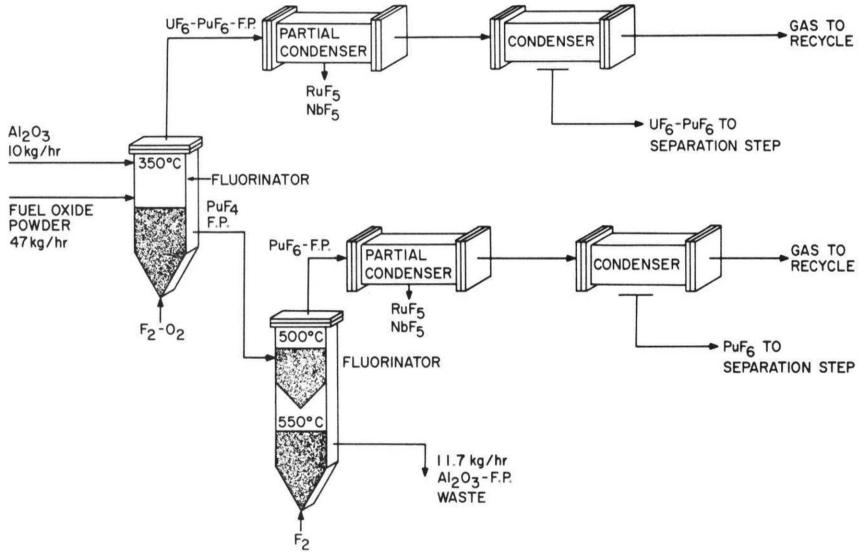 UF₆-PuF₆-F.P.
PARTIAL
CONDENSER
RuF₅
NbF₅
CONDENSER
GAS TO
RECYCLE
UF₆-PuF₆ TO
SEPARATION STEP
Al₂O₃
10 kg/hr
350°C
FLUORINATOR
FUEL OXIDE
POWDER
47 kg/hr
PuF₄
F.P.
F₂-O₂
PuF₆-F.P.
PARTIAL
CONDENSER
RuF₅
NbF₅
CONDENSER
GAS TO
RECYCLE
PuF₆ TO
SEPARATION STEP
500°C
FLUORINATOR
550°C
11.7 kg/hr
Al₂O₃-F.P.
WASTE
F₂